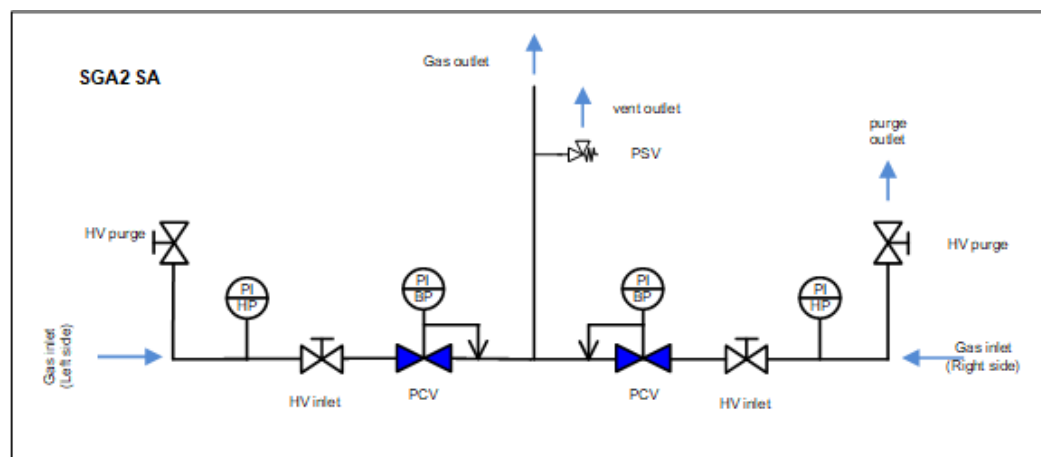 SGA2 SA
Gas outlet
vent outlet
PSV
purge
outlet
HV purge
HV purge
PI
HP
PI
BP
PI
BP
PI
HP
Gas inlet
(Left side)
Gas inlet
(Right side)
HV inlet
PCV
PCV
HV inlet